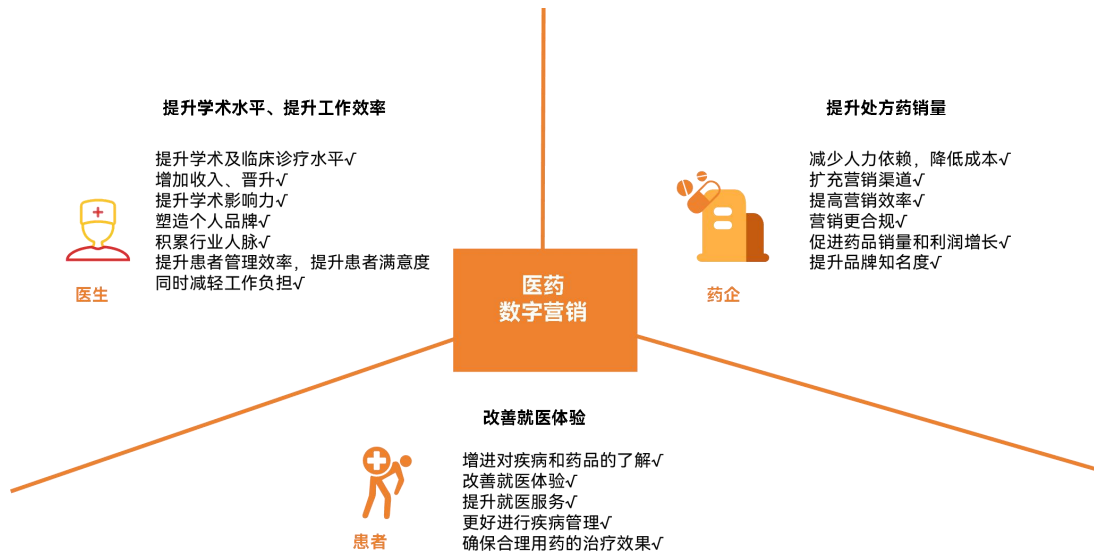 提升学术水平、提升工作效率
提升学术及临床诊疗水平√
增加收入、晋升√
提升学术影响力√
塑造个人品牌√
积累行业人脉√
提升患者管理效率，提升患者满意度
同时减轻工作负担√
医生
提升处方药销量
减少人力依赖，降低成本√
扩充营销渠道√
提高营销效率√
营销更合规√
促进药品销量和利润增长√
提升品牌知名度√
药企
医药
数字营销
改善就医体验
增进对疾病和药品的了解√
改善就医体验√
提升就医服务√
更好进行疾病管理√
确保合理用药的治疗效果√
患者